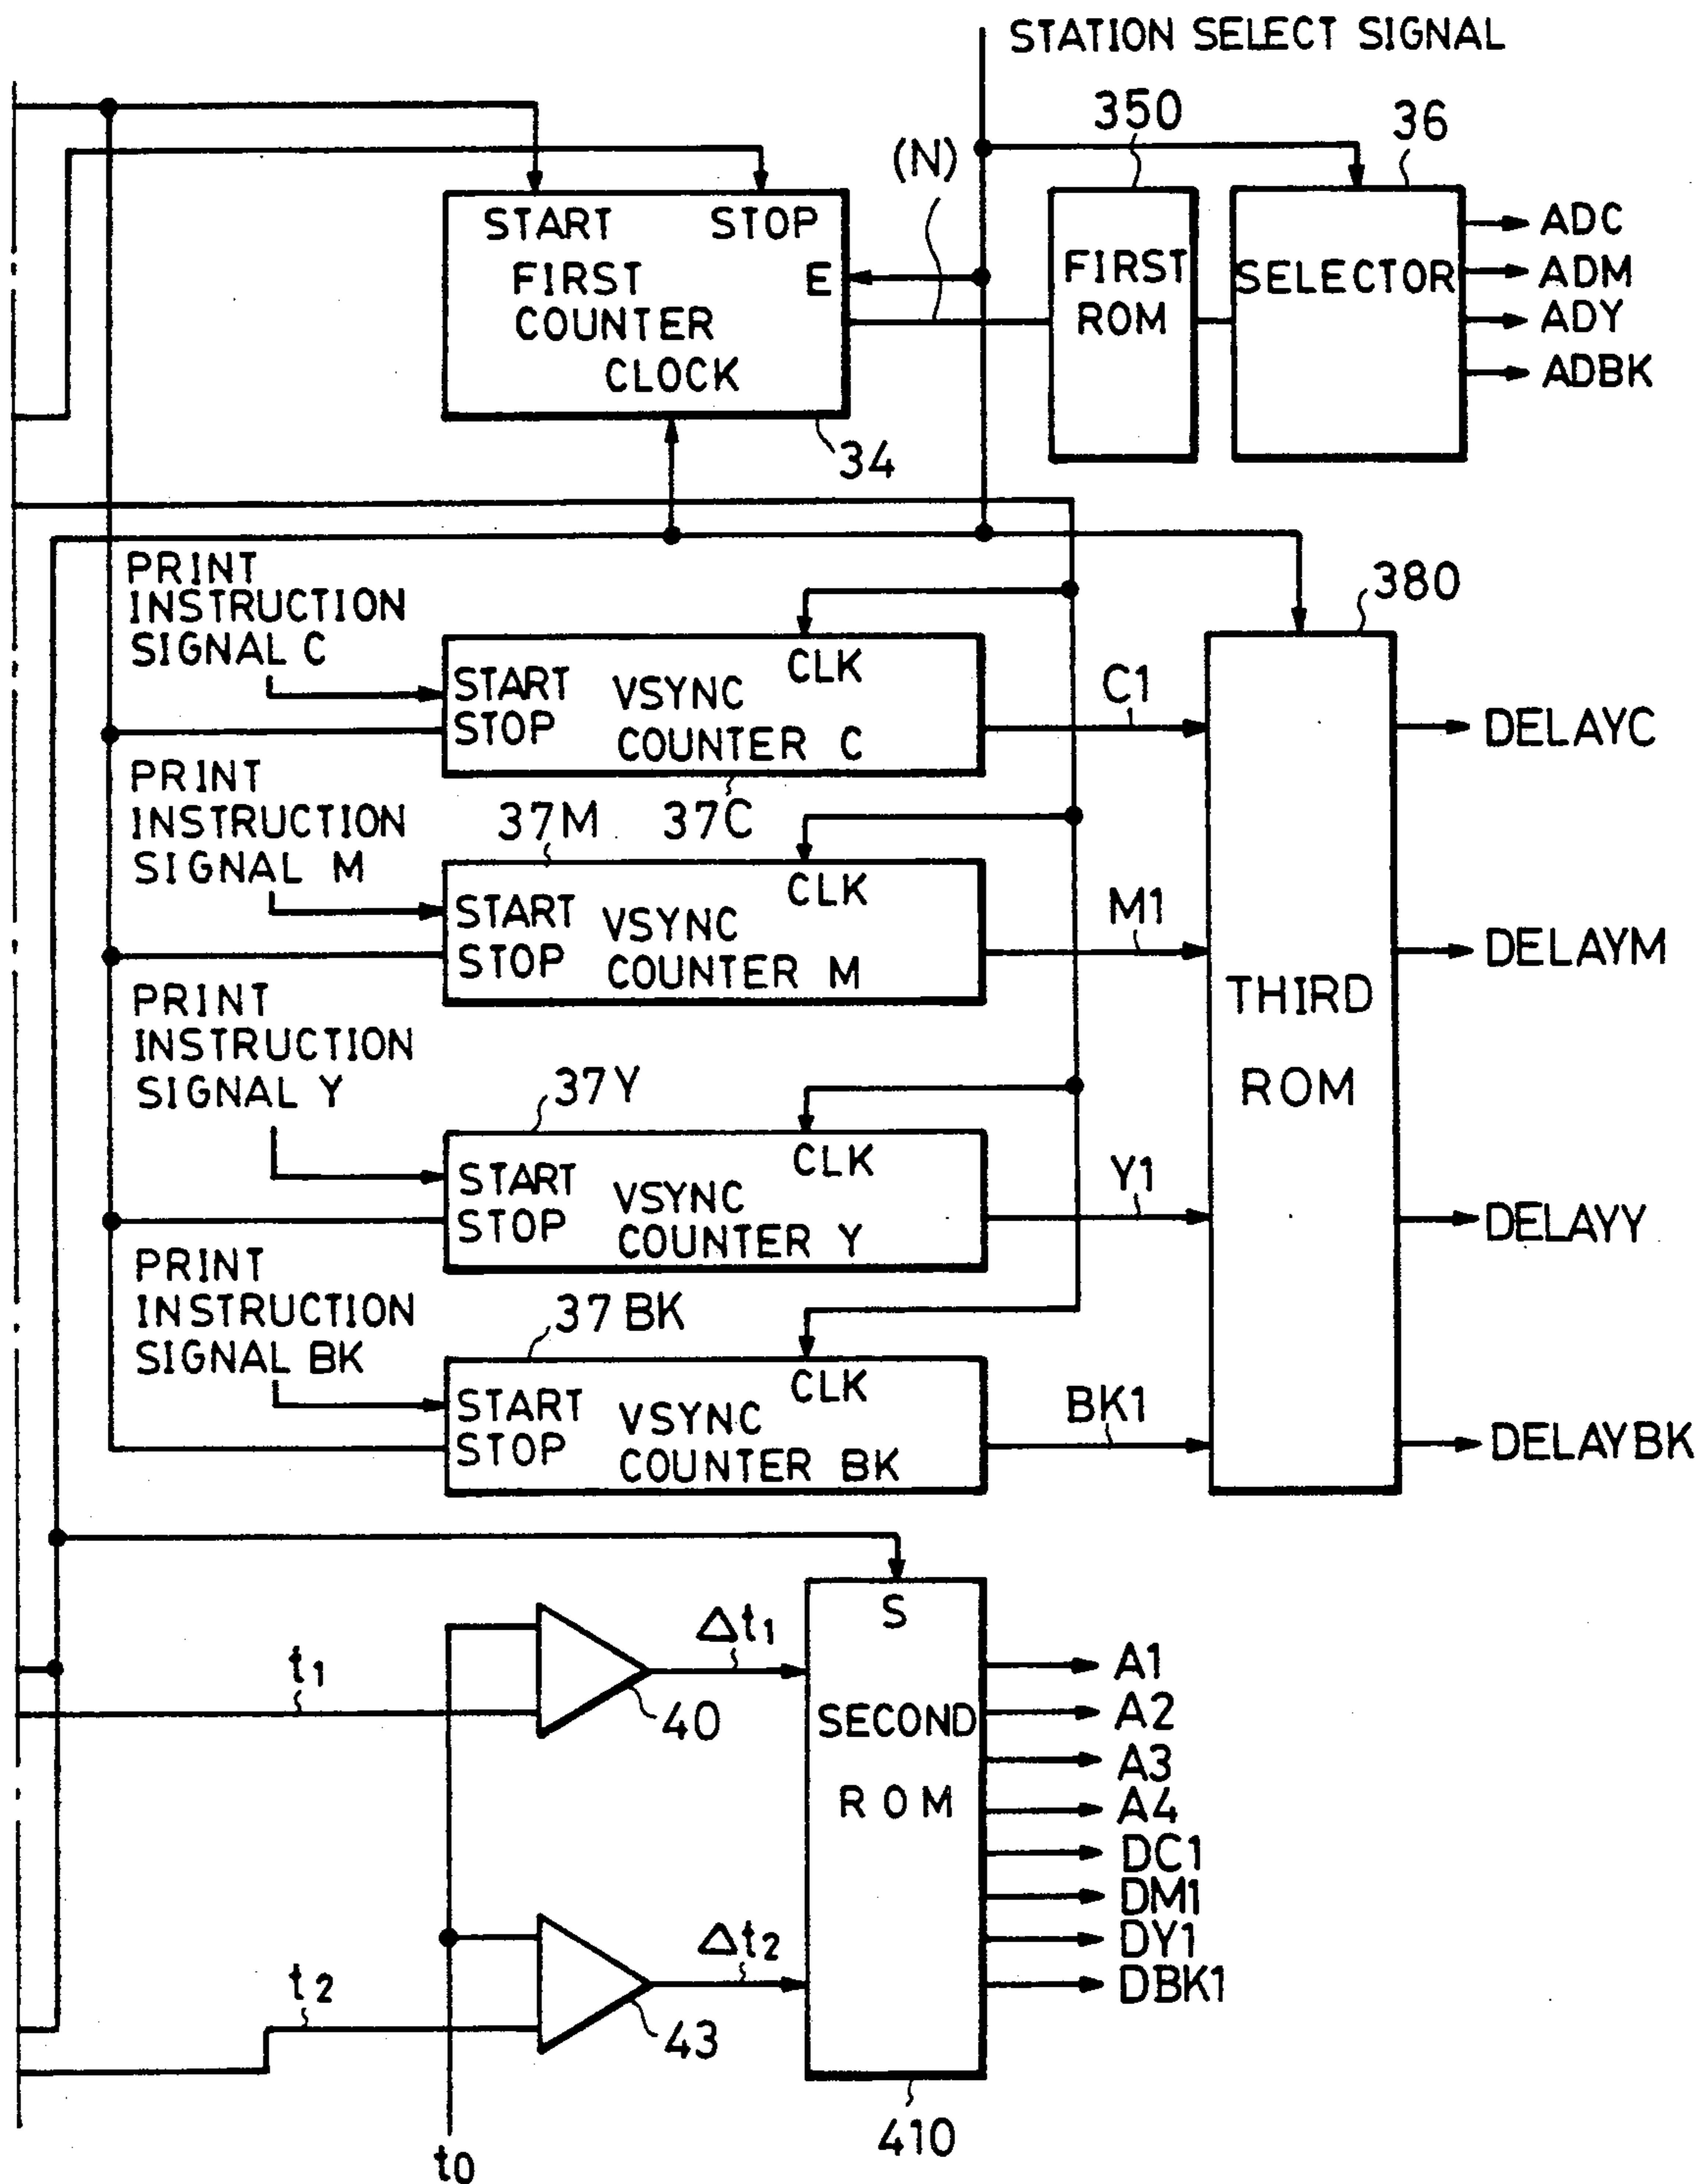 STATION SELECT SIGNAL
350
36
(N)
START STOP
E
FIRST
COUNTER
CLOCK
34
FIRST
ROM
SELECTOR
ADC
ADM
ADY
ADBK
PRINT
INSTRUCTION
SIGNAL C
START
STOP
CLK
VSYNC
COUNTER C
37C
C1
380
DELAYC
PRINT
INSTRUCTION
SIGNAL M
37M
START
STOP
CLK
VSYNC
COUNTER M
M1
DELAYM
THIRD
ROM
PRINT
INSTRUCTION
SIGNAL Y
37Y
START
STOP
CLK
VSYNC
COUNTER Y
Y1
DELAYY
PRINT
INSTRUCTION
SIGNAL BK
37BK
START
STOP
CLK
VSYNC
COUNTER BK
BK1
DELAYBK
t1
Δt1
40
S
SECOND
ROM
A1
A2
A3
A4
DC1
DM1
DY1
DBK1
t2
Δt2
43
410
t0